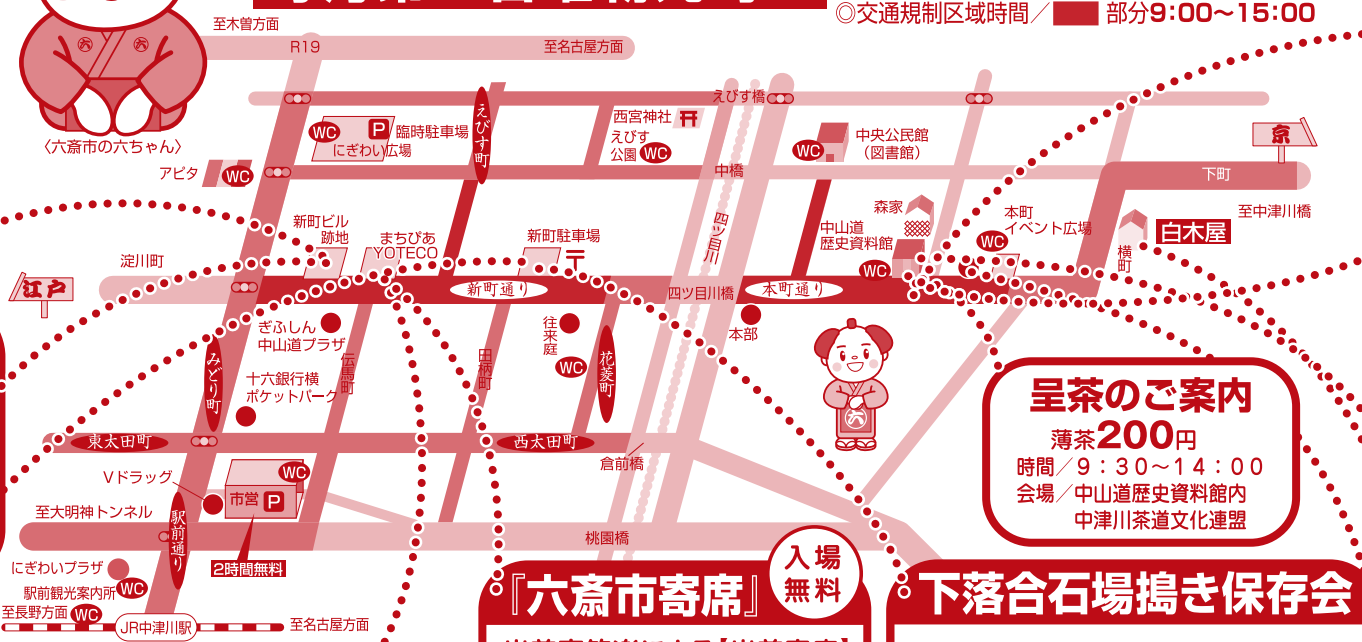 ◎交通規制区域時間／　部分9:00～15:00
至木曽方面
R19
至名古屋方面
六
六
〈六斎市の六ちゃん〉
えびす橋
えびす町
WC
P
臨時駐車場
にぎわい広場
西宮神社
えびす
公園
WC
WC
中央公民館
（図書館）
京
アピタ
WC
中橋
下町
至中津川橋
新町ビル
跡地
まちぴあ
YOTECO
新町駐車場
〒
四ツ目川
森家
中山道
歴史資料館
WC
本町
イベント広場
WC
横町
白木屋
淀川町
江戸
新町通り
四ツ目川橋
本町通り
本部
ぎふしん
中山道プラザ
伝馬町
田柄町
往来庭
WC
花菱町
みどり町
十六銀行横
ポケットパーク
六
東太田町
西太田町
倉前橋
Vドラッグ
WC
市営
P
至大明神トンネル
駅前通り
桃園橋
2時間無料
にぎわいプラザ
駅前観光案内所
WC
至長野方面
WC
JR中津川駅
至名古屋方面
呈茶のご案内
薄茶200円
時間／9：30～14：00
会場／中山道歴史資料館内
中津川茶道文化連盟
入場
無料
『六斎市寄席』
下落合石場搗き保存会